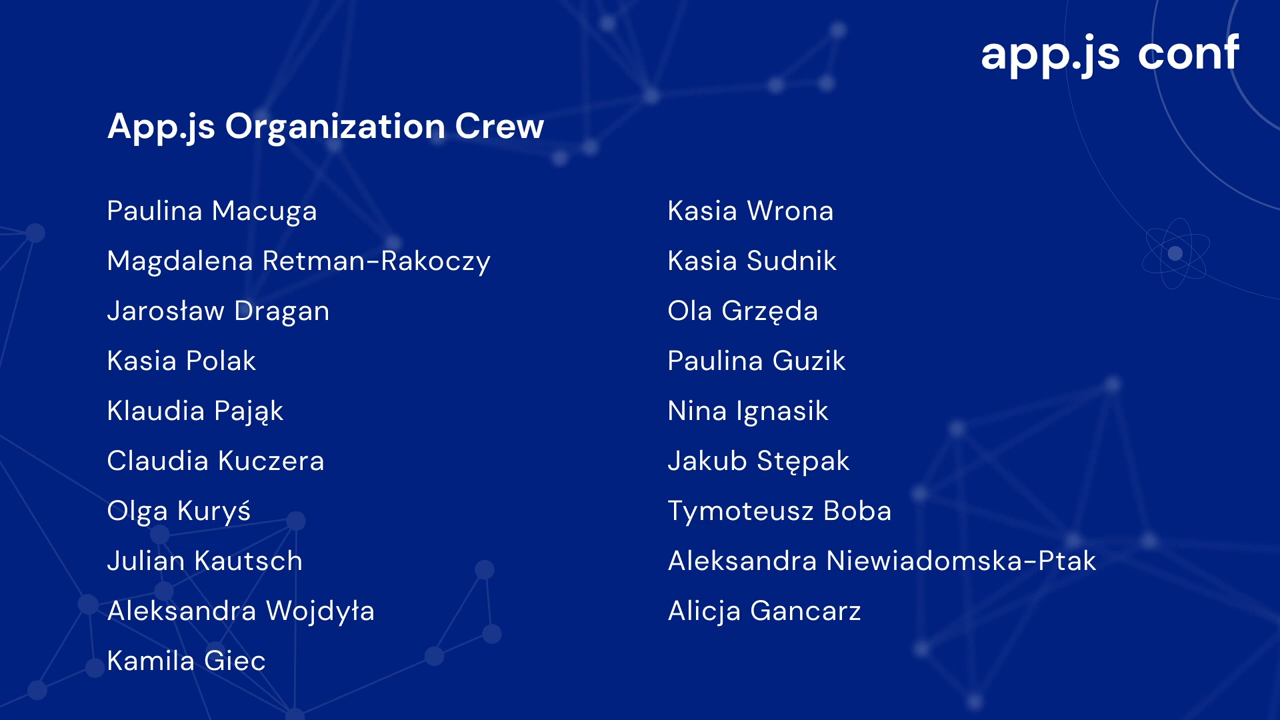 app.js conf
App.js Organization Crew
Paulina Macuga
Magdalena Retman-Rakoczy
Jarosław Dragan
Kasia Polak
Klaudia Pająk
Claudia Kuczera
Olga Kuryś
Julian Kautsch
Aleksandra Wojdyła
Kamila Giec
Kasia Wrona
Kasia Sudnik
Ola Grzęda
Paulina Guzik
Nina Ignasik
Jakub Stępak
Tymoteusz Boba
Aleksandra Niewiadomska-Ptak
Alicja Gancarz